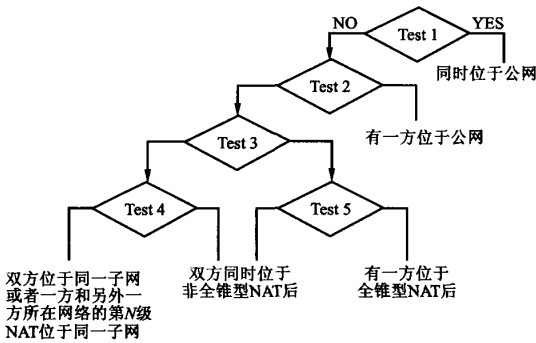 NO
Test 1
YES
同时位于公网
Test 2
有一方位于公网
Test 3
Test 4
Test 5
双方位于同一子网
或者一方和另外一
方所在网络的第N级
NAT位于同一子网
双方同时位于
非全锥型NAT后
有一方位于
全锥型NAT后